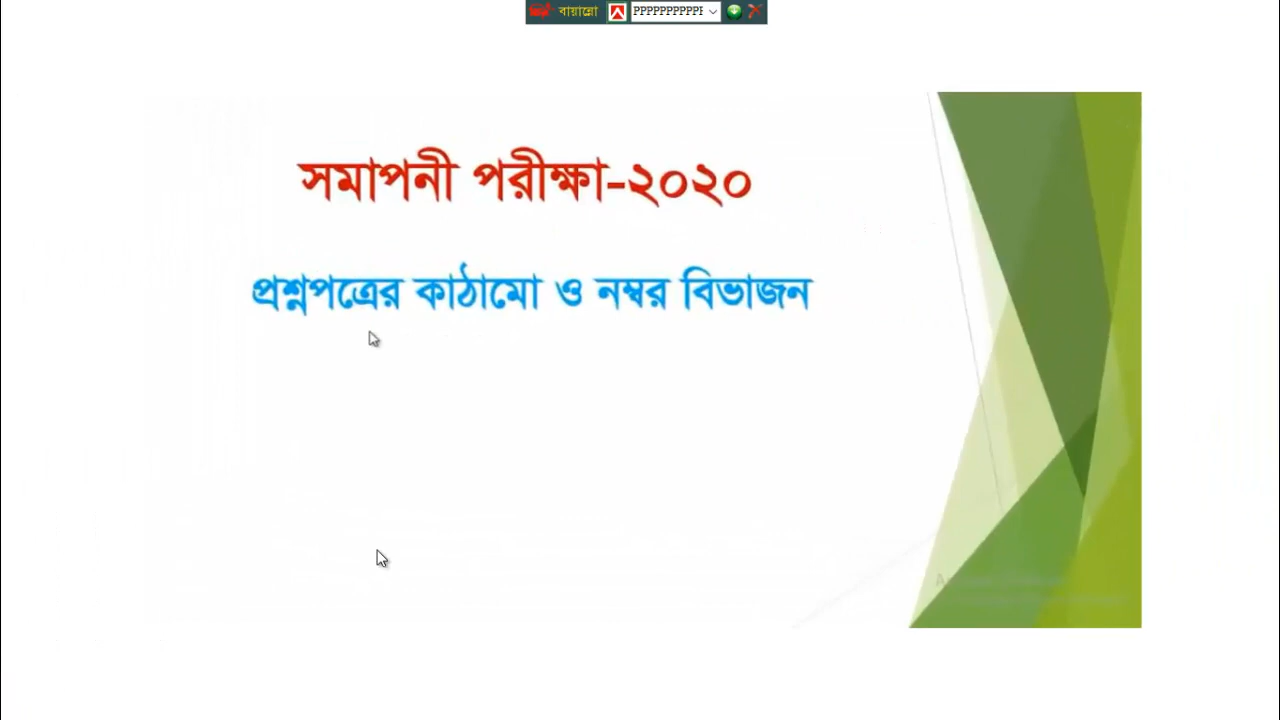 বায়ান্নো
সমাপনী পরীক্ষা-২০২০
প্রশ্নপত্রের কাঠামো ও নম্বর বিভাজন